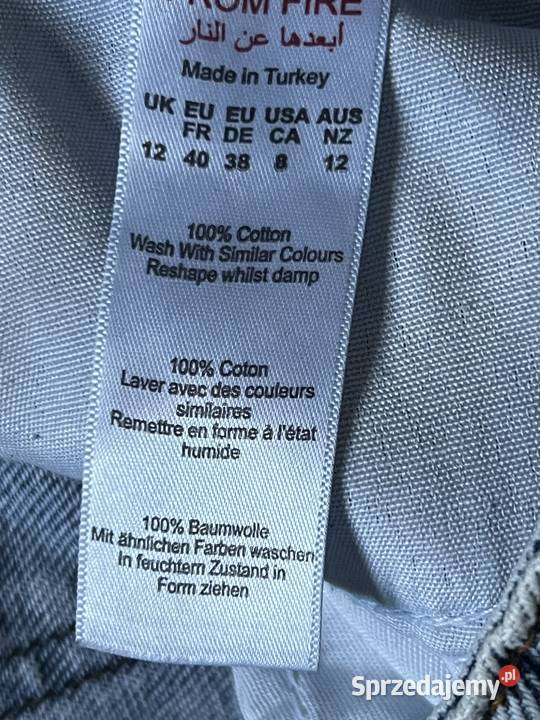 FROM FIRE
أبعدها عن النار
Made in Turkey
UK EU EU USA AUS
FR DE CA NZ
12 40 38 8 12
100% Cotton
Wash With Similar Colours
Reshape whilst damp
100% Coton
Laver avec des couleurs
similaires
Remettre en forme à l'état
humide
100% Baumwolle
Mit ähnlichen Farben waschen
In feuchtem Zustand in
Form ziehen
Sprzedajemy.pl